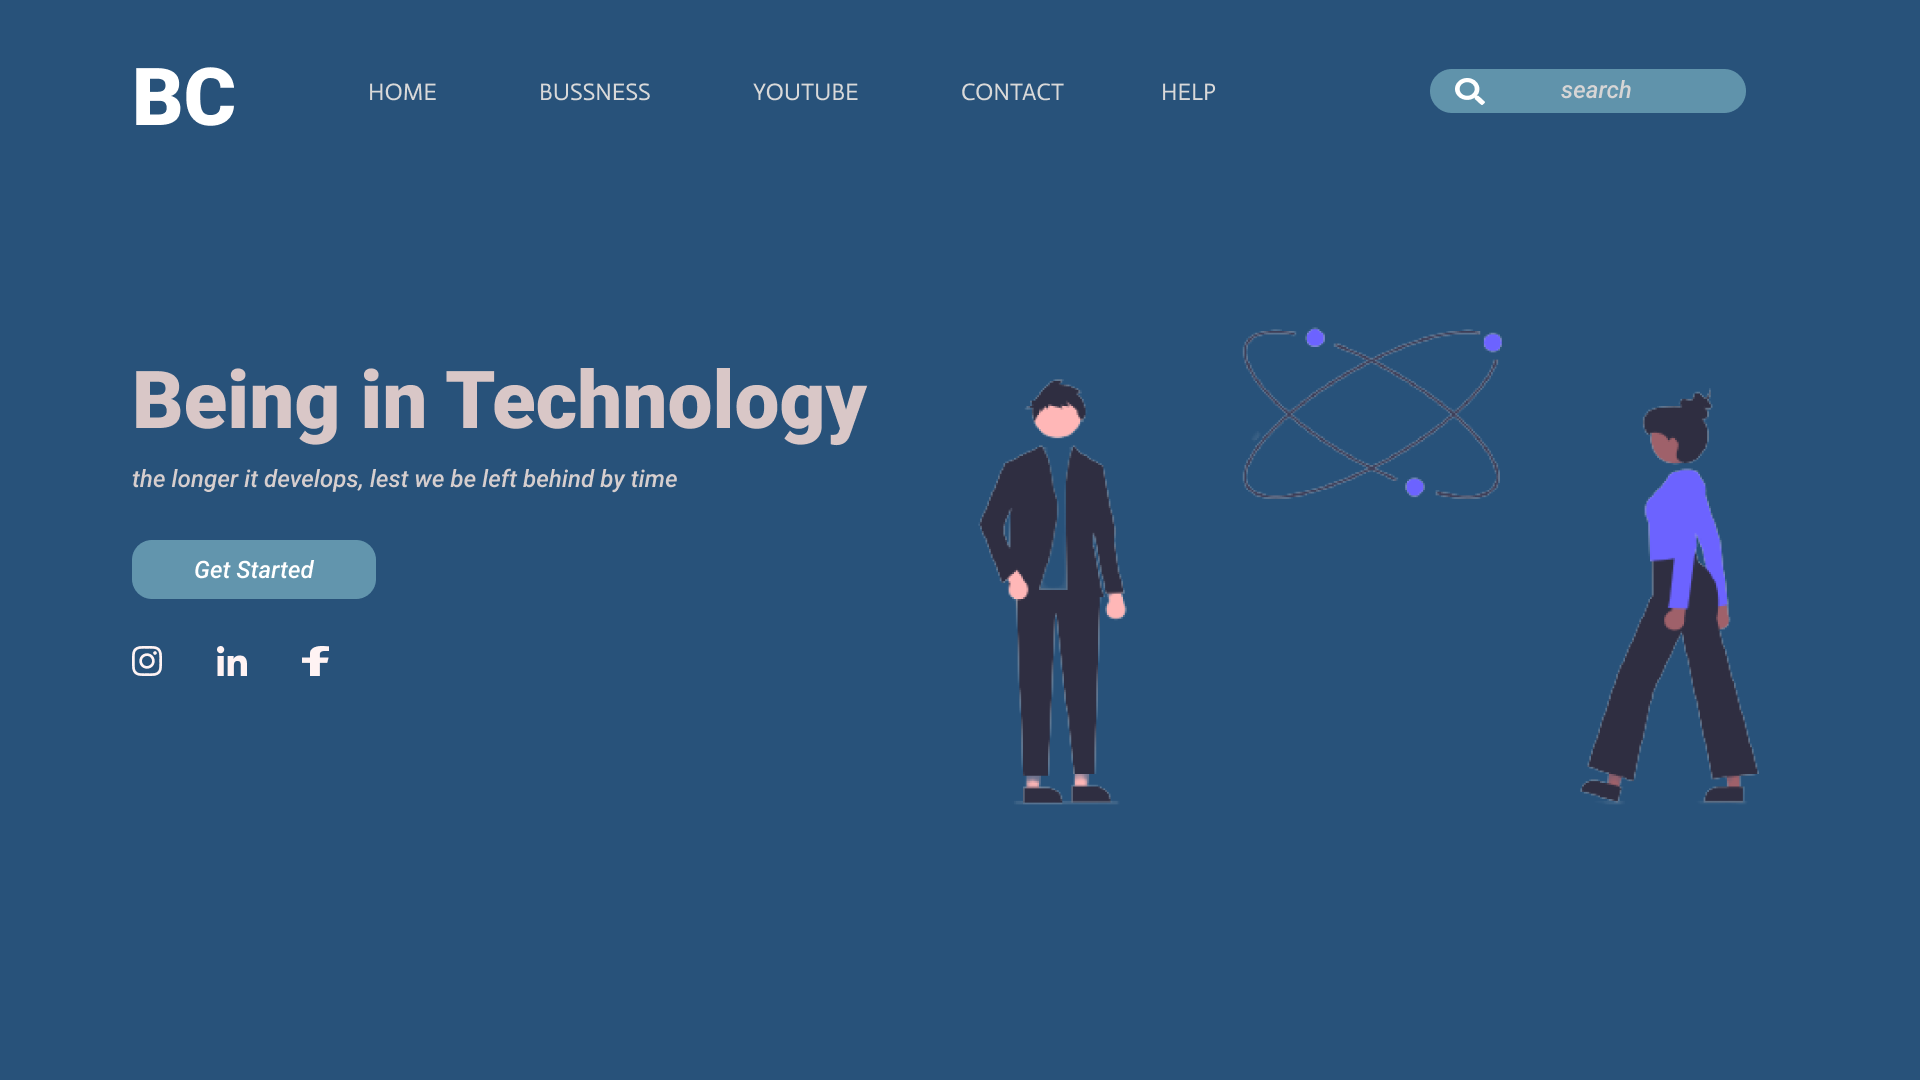 BC
HOME BUSSNESS YOUTUBE CONTACT HELP search
Being in Technology
the longer it develops, lest we be left behind by time
Get Started